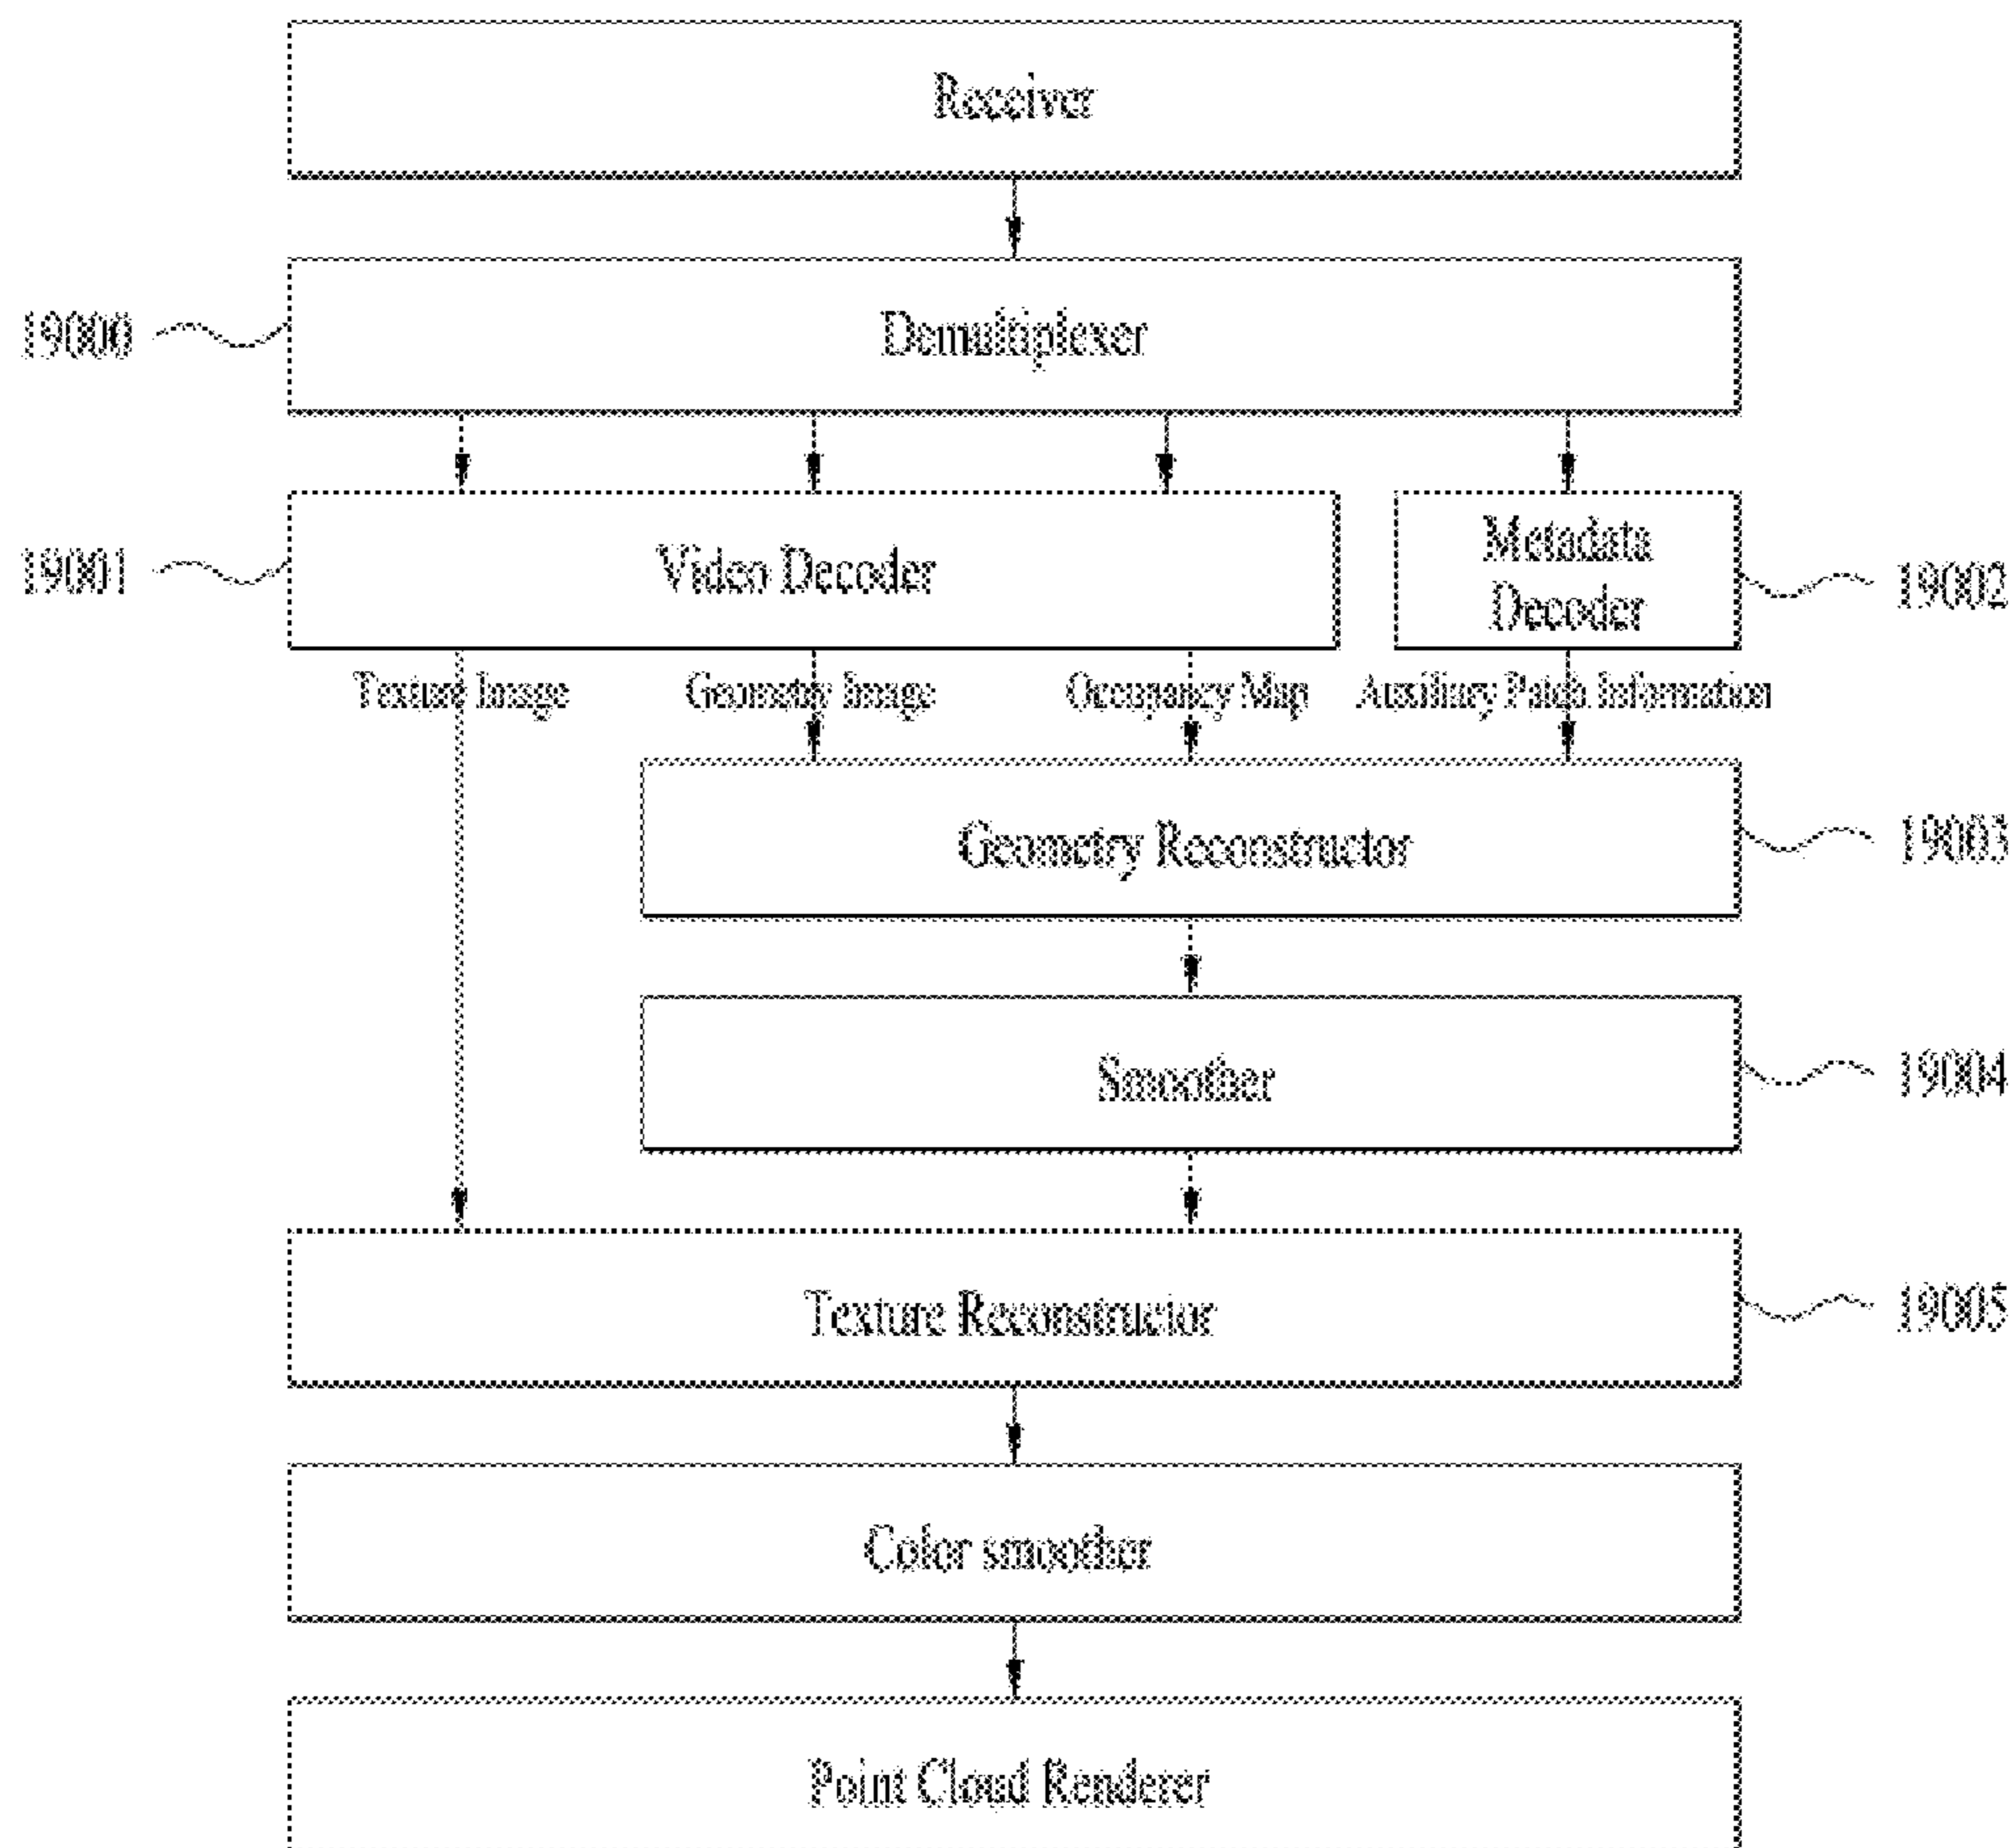 Receiver
19000
Demultiplexer
19001
Video Decoder
Metadata
Decoder
19002
Texture Image
Geometry Image
Occupancy Map
Auxiliary Patch Information
Geometry Reconstructor
19003
Smoother
19004
Texture Reconstructor
19005
Color smoother
Point Cloud Renderer